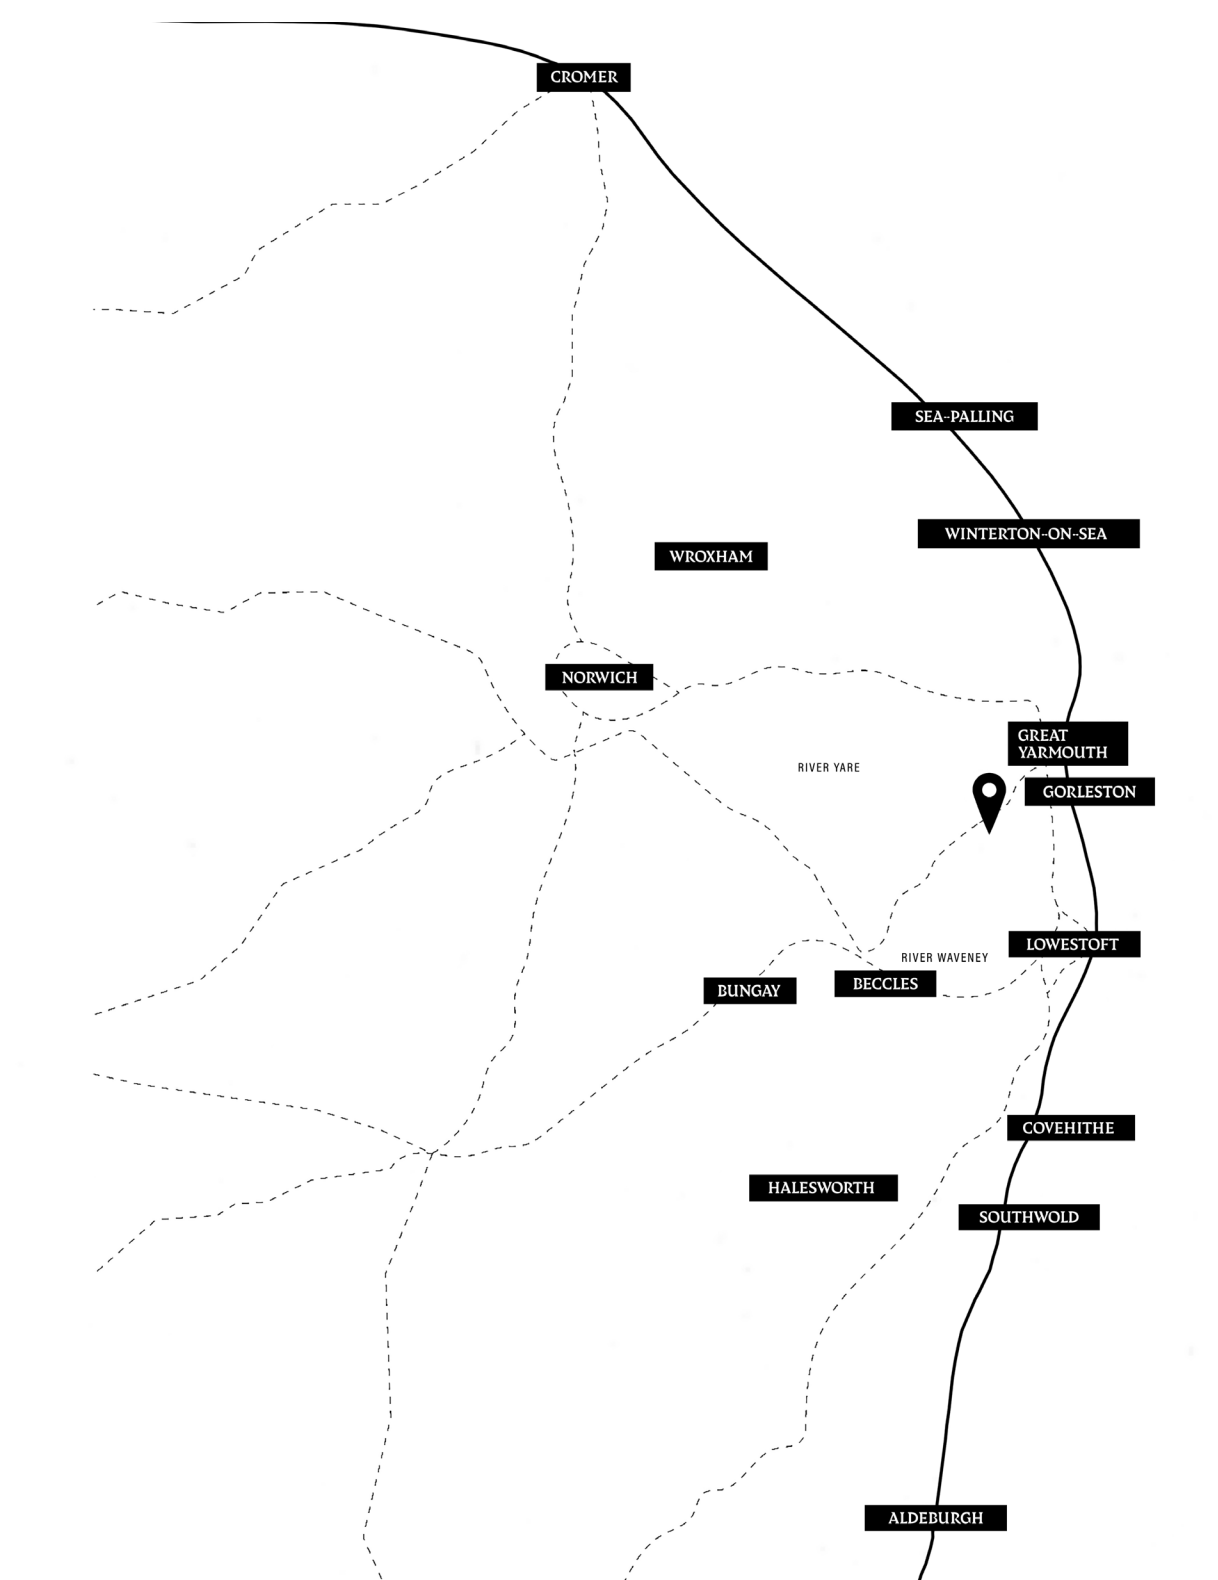 CROMER
SEA-PALLING
WINTERTON-ON-SEA
WROXHAM
NORWICH
GREAT
YARMOUTH
RIVER YARE
GORLESTON
LOWESTOFT
RIVER WAVENEY
BECCLES
BUNGAY
COVEHITHE
HALESWORTH
SOUTHWOLD
ALDEBURGH